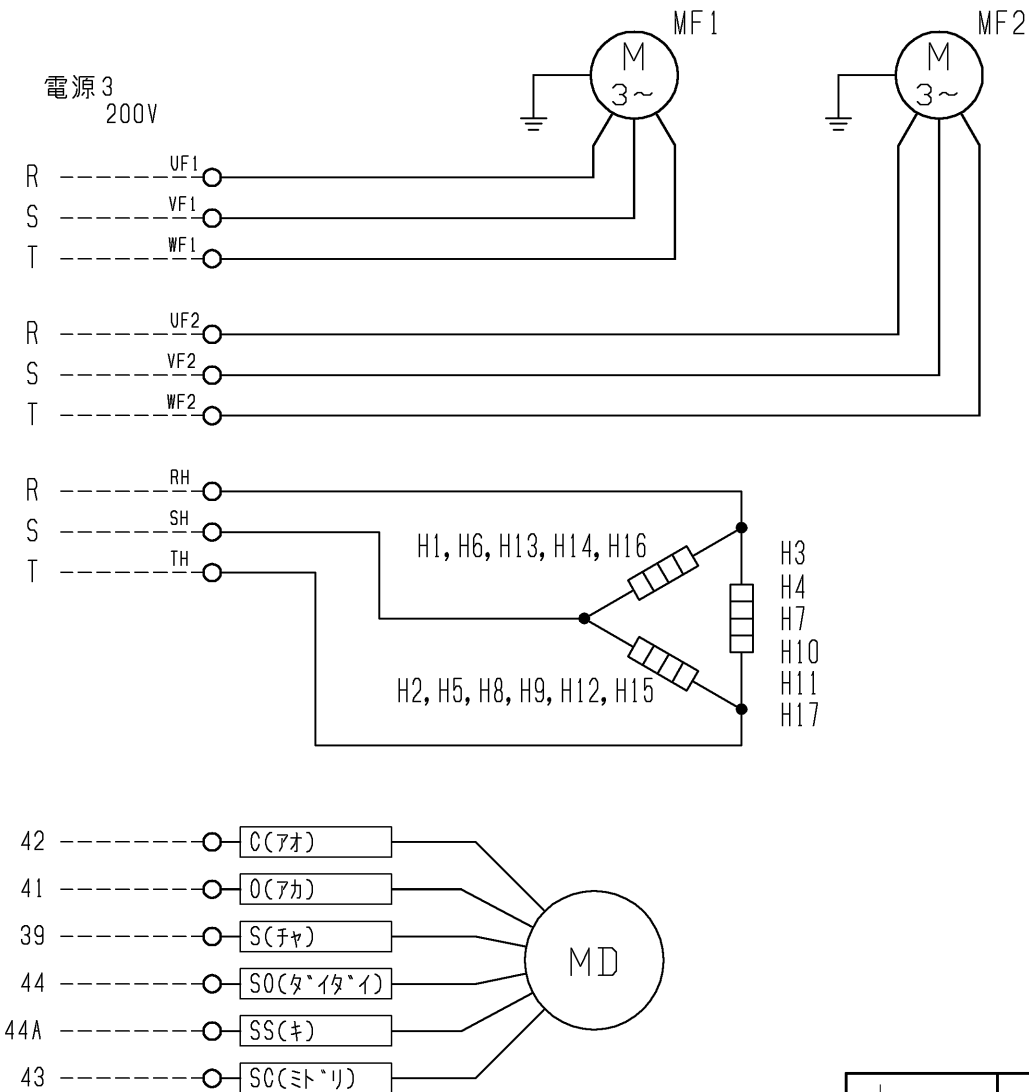 MF1
MF2
M
3~
M
3~
電源3
200V
R UF1
S VF1
T WF1
R UF2
S VF2
T WF2
R RH
S SH
T TH
H1,H6,H13,H14,H16
H3
H4
H7
H10
H11
H17
H2,H5,H8,H9,H12,H15
42 C(アオ)
41 O(アカ)
39 S(チャ)
44 SO(ダイダイ)
44A SS(キ)
43 SC(ミドリ)
MD